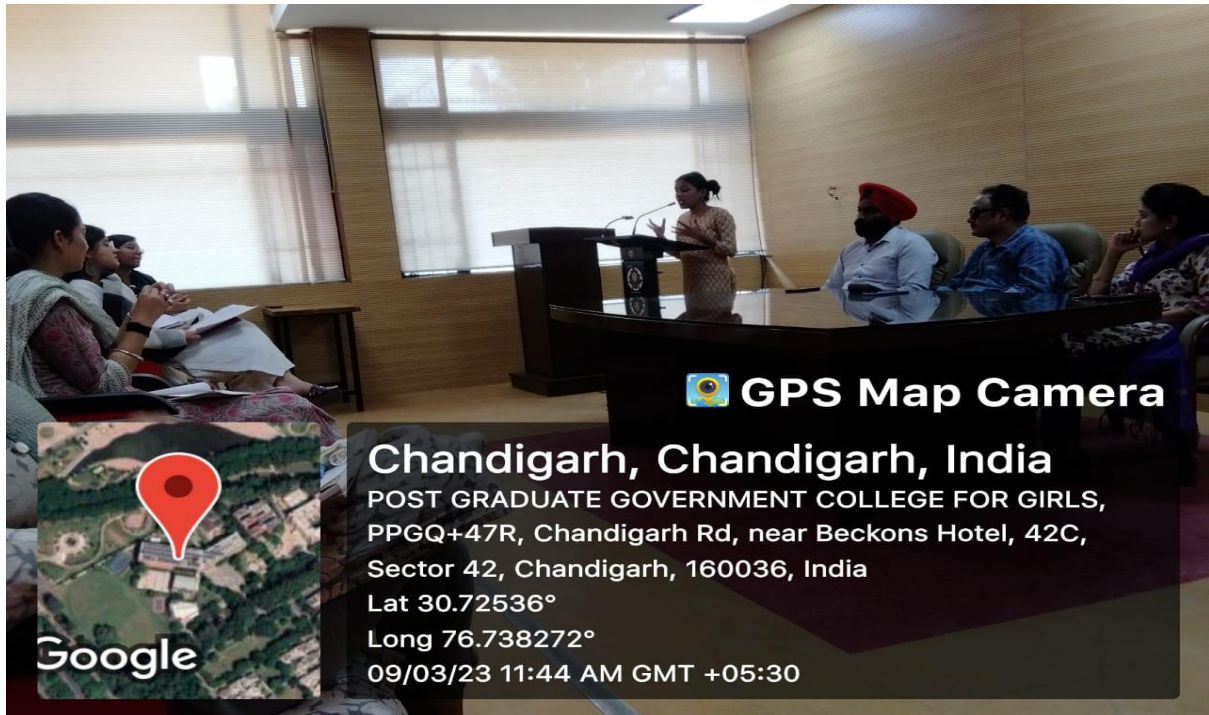 GPS Map Camera
Chandigarh, Chandigarh, India
POST GRADUATE GOVERNMENT COLLEGE FOR GIRLS,
PPGQ+47R, Chandigarh Rd, near Beckons Hotel, 42C,
Sector 42, Chandigarh, 160036, India
Lat 30.72536°
Long 76.738272°
09/03/23 11:44 AM GMT +05:30
Google